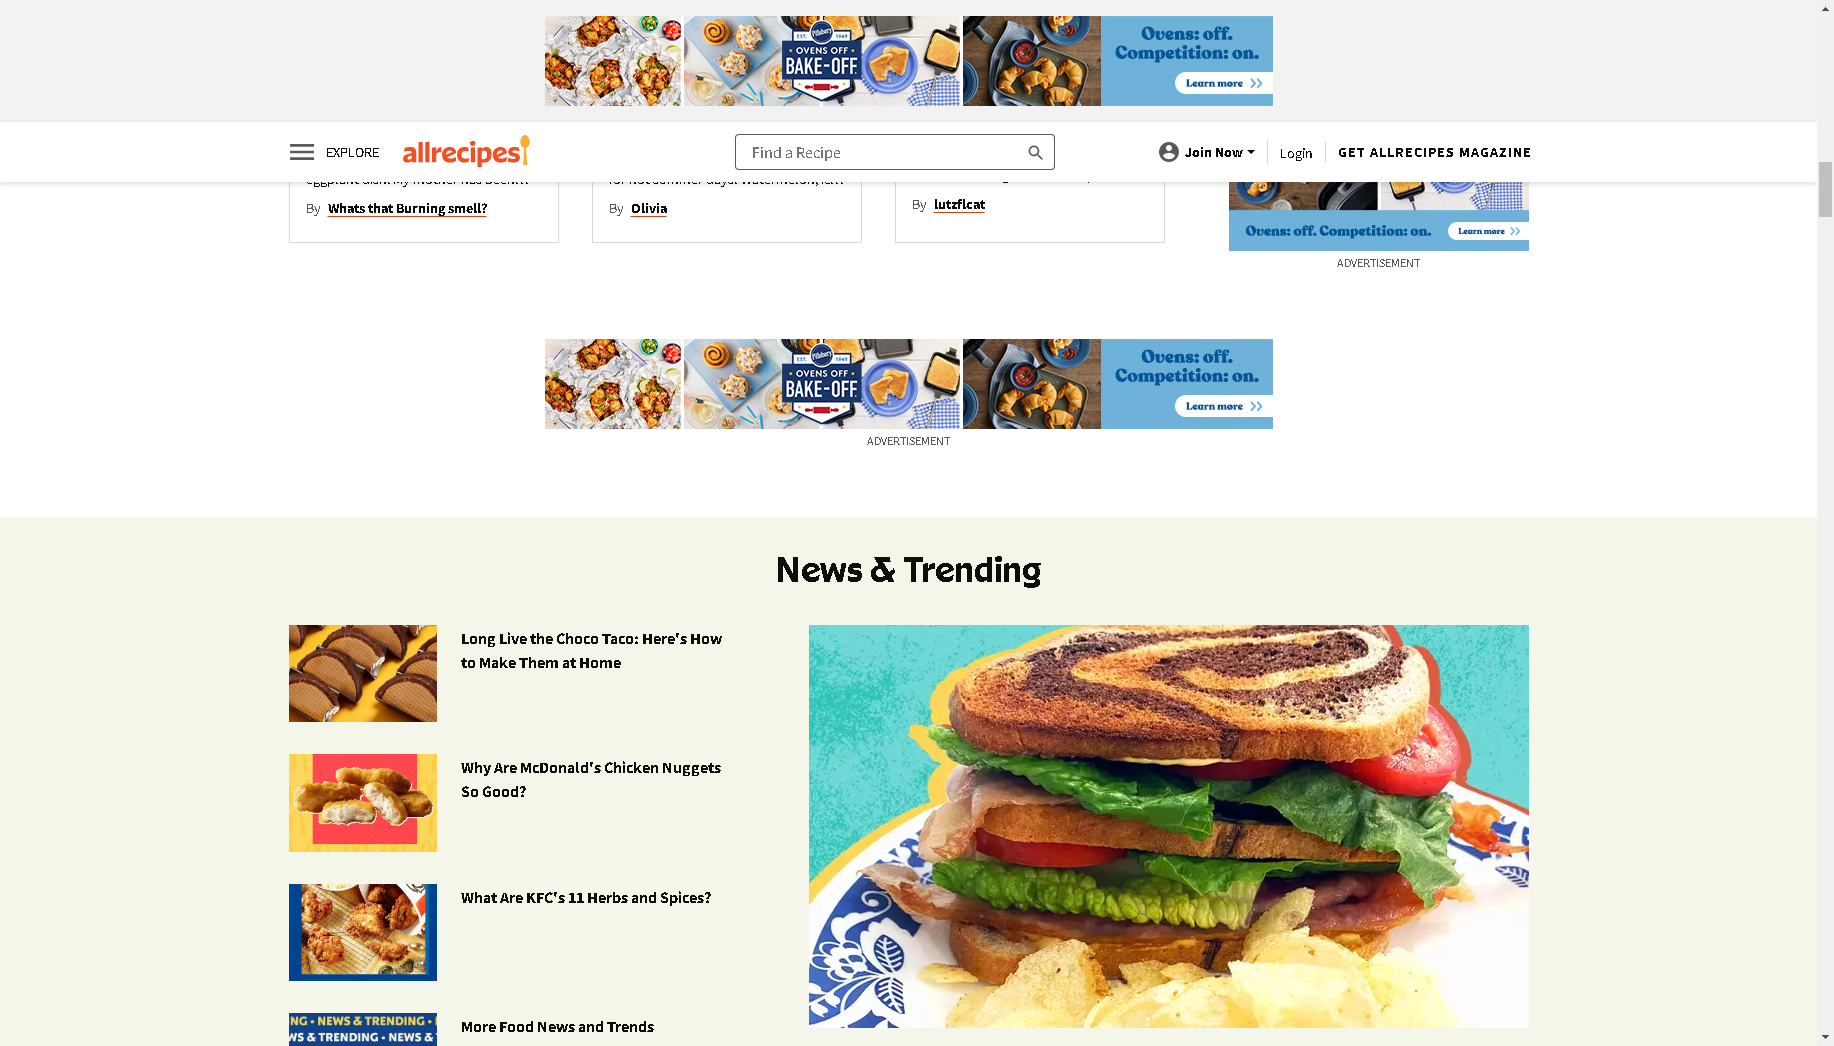 EST. 1949
Pillsbury
OVENS OFF
BAKE-OFF
Ovens: off.
Competition: on.
Learn more >>
EXPLORE
allrecipes
Find a Recipe
Join Now
Login
GET ALLRECIPES MAGAZINE
By Whats that Burning smell?
By Olivia
By lutzflcat
Ovens: off. Competition: on.
Learn more >>
ADVERTISEMENT
EST. 1949
Pillsbury
OVENS OFF
BAKE-OFF
Ovens: off.
Competition: on.
Learn more >>
ADVERTISEMENT
News & Trending
Long Live the Choco Taco: Here's How
to Make Them at Home
Why Are McDonald's Chicken Nuggets
So Good?
What Are KFC's 11 Herbs and Spices?
NG • NEWS & TRENDING •
WS & TRENDING • NEWS &
More Food News and Trends